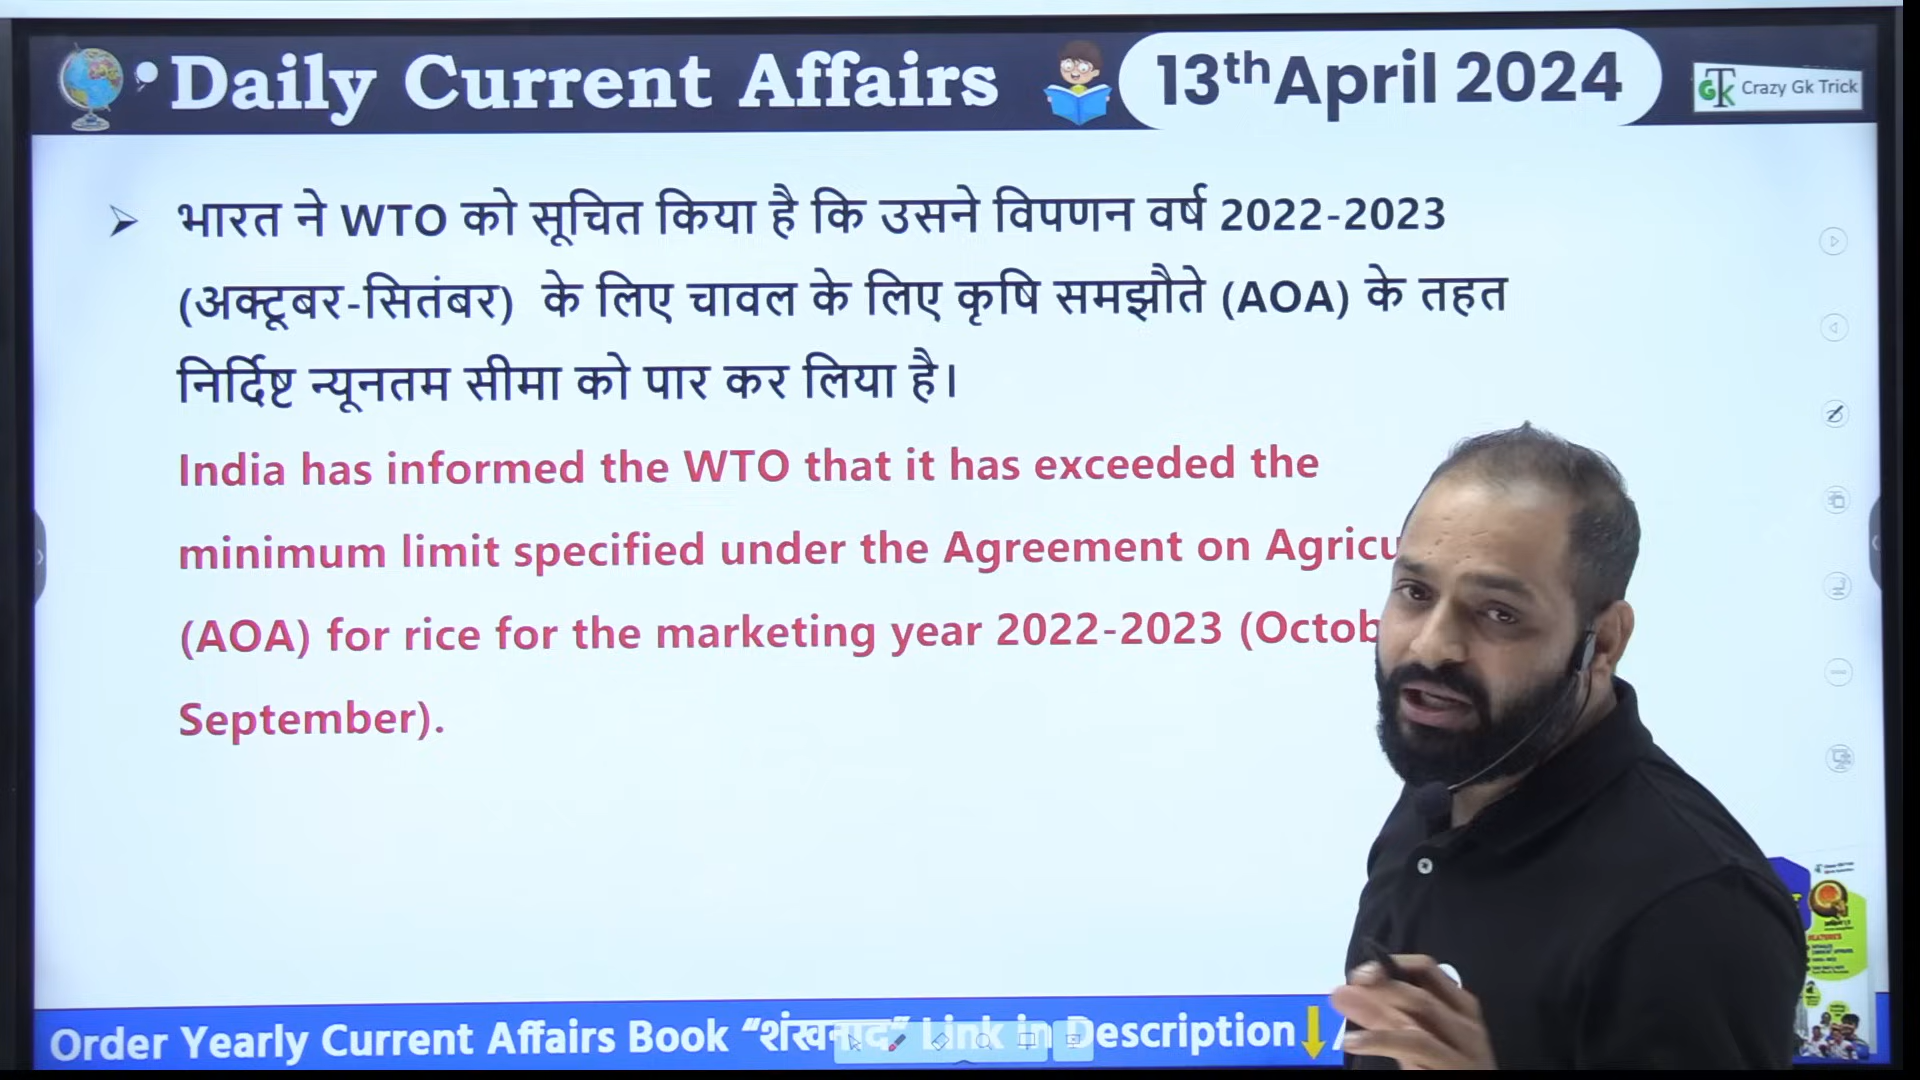 Daily Current Affairs
13th April 2024
GK Crazy Gk Trick
भारत ने WTO को सूचित किया है कि उसने विपणन वर्ष 2022-2023
(अक्टूबर-सितंबर) के लिए चावल के लिए कृषि समझौते (AOA) के तहत
निर्दिष्ट न्यूनतम सीमा को पार कर लिया है।
India has informed the WTO that it has exceeded the
minimum limit specified under the Agreement on Agricu
(AOA) for rice for the marketing year 2022-2023 (Octob
September).
Order Yearly Current Affairs Book “शंखनाद” Link in Description